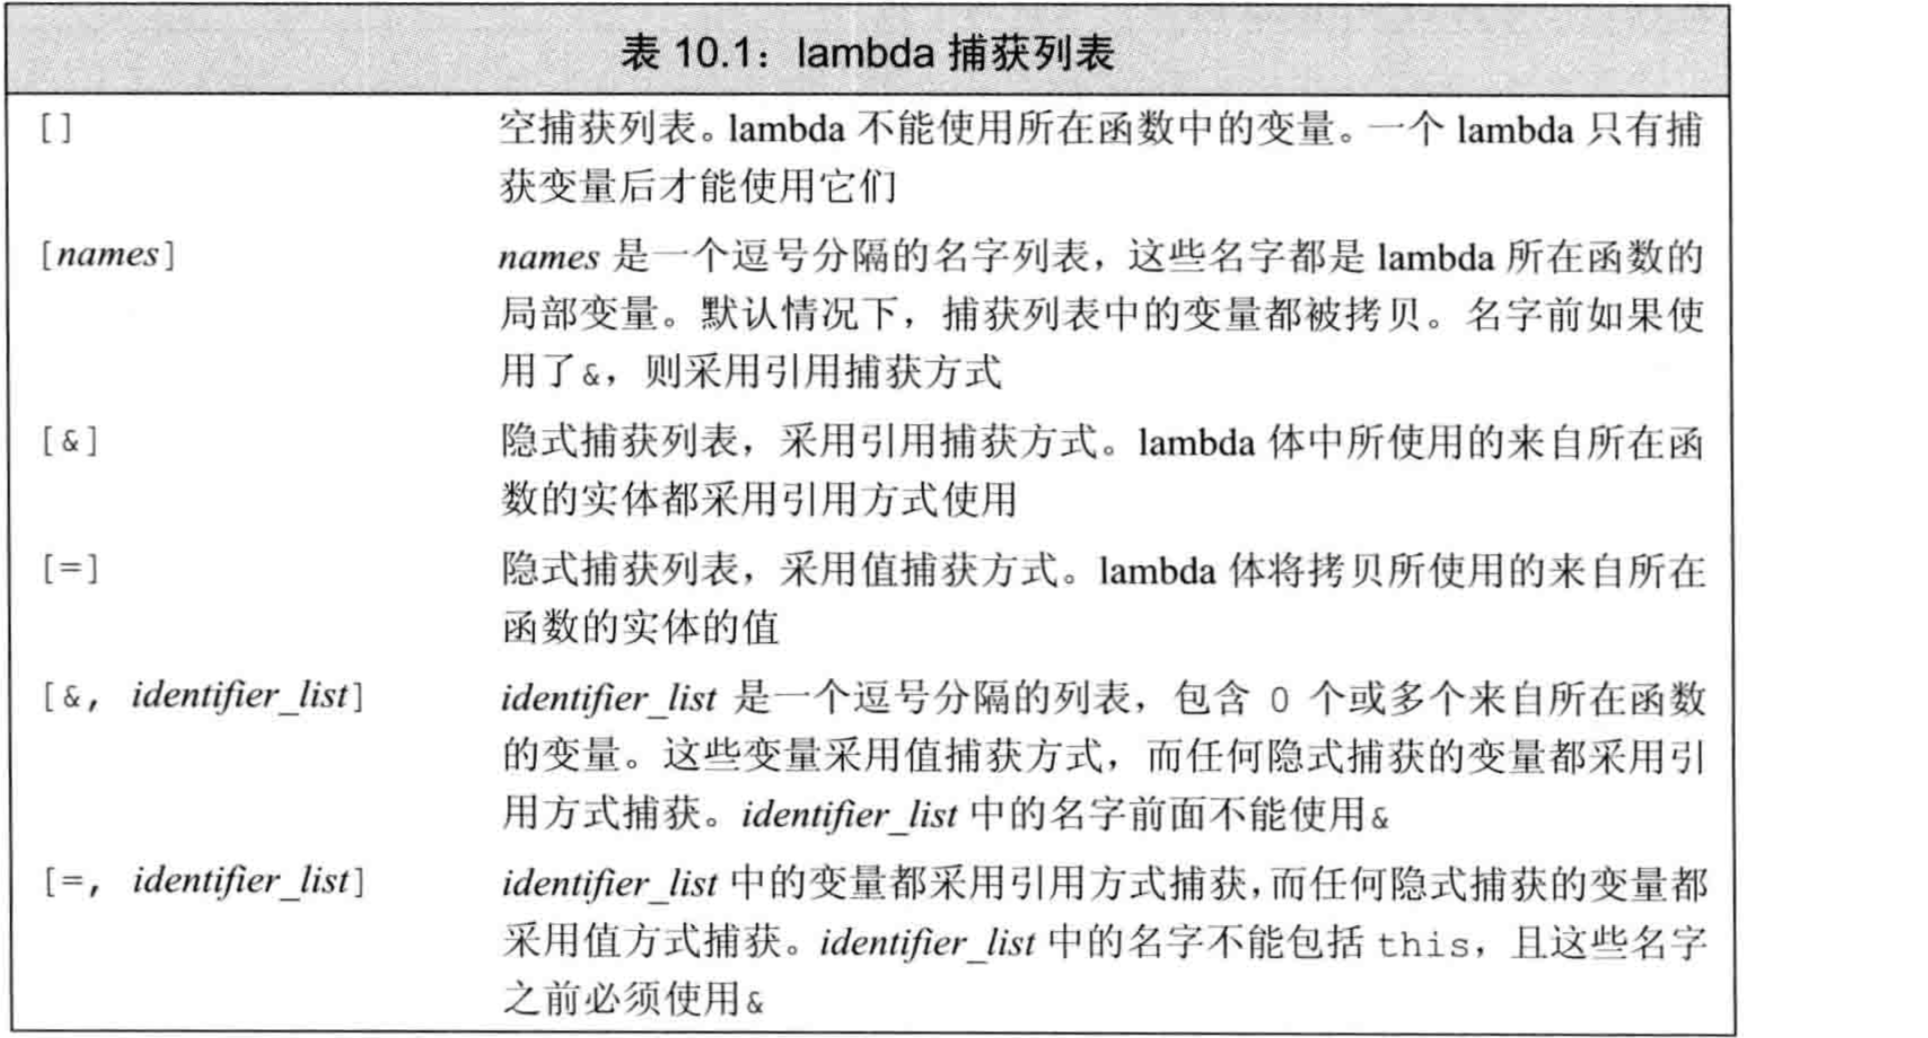 表 10.1：lambda 捕获列表
[] 空捕获列表。lambda 不能使用所在函数中的变量。一个 lambda 只有捕
获变量后才能使用它们
[names] names 是一个逗号分隔的名字列表，这些名字都是 lambda 所在函数的
局部变量。默认情况下，捕获列表中的变量都被拷贝。名字前如果使
用了&，则采用引用捕获方式
[&] 隐式捕获列表，采用引用捕获方式。lambda 体中所使用的来自所在函
数的实体都采用引用方式使用
[=] 隐式捕获列表，采用值捕获方式。lambda 体将拷贝所使用的来自所在
函数的实体的值
[&, identifier_list] identifier_list 是一个逗号分隔的列表，包含 0 个或多个来自所在函数
的变量。这些变量采用值捕获方式，而任何隐式捕获的变量都采用引
用方式捕获。identifier_list 中的名字前面不能使用&
[=, identifier_list] identifier_list 中的变量都采用引用方式捕获，而任何隐式捕获的变量都
采用值方式捕获。identifier_list 中的名字不能包括 this，且这些名字
之前必须使用&